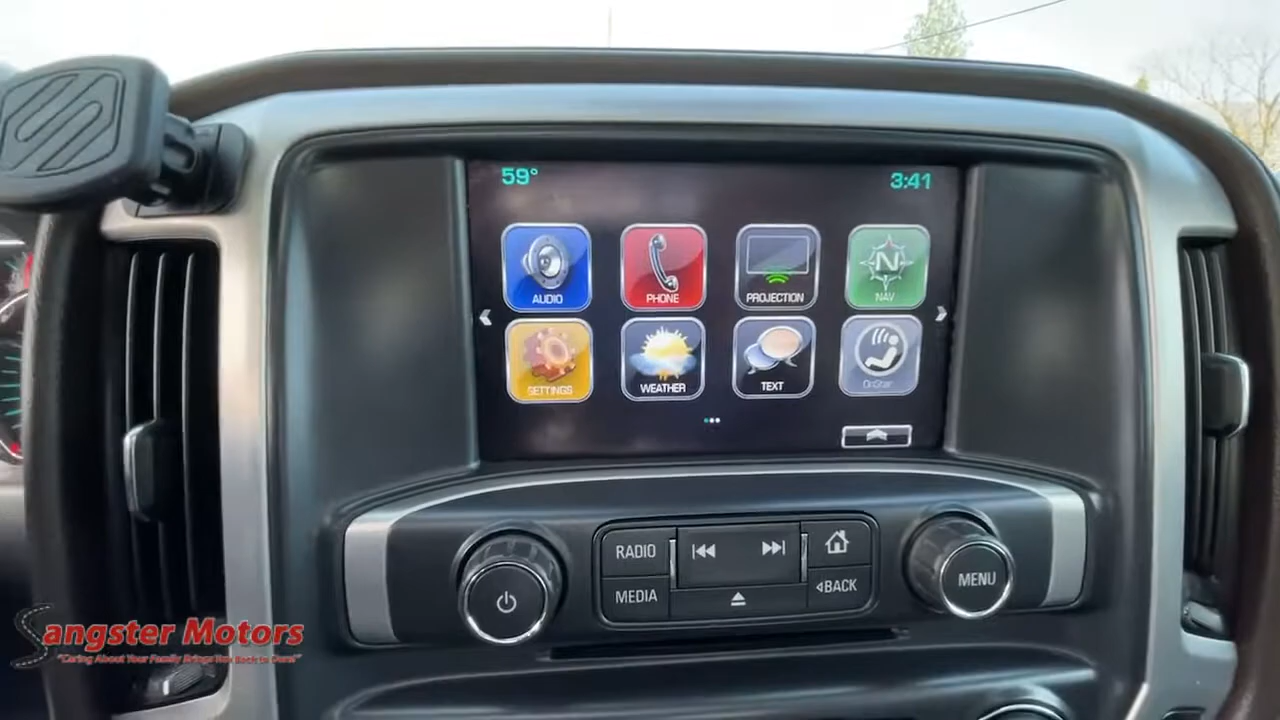 59°
3:41
AUDIO
PHONE
PROJECTION
N
NAV
SETTINGS
WEATHER
TEXT
OnStar
RADIO
MEDIA
BACK
MENU
Sangster Motors
"Caring About Your Family Brings You Back to Ours!"